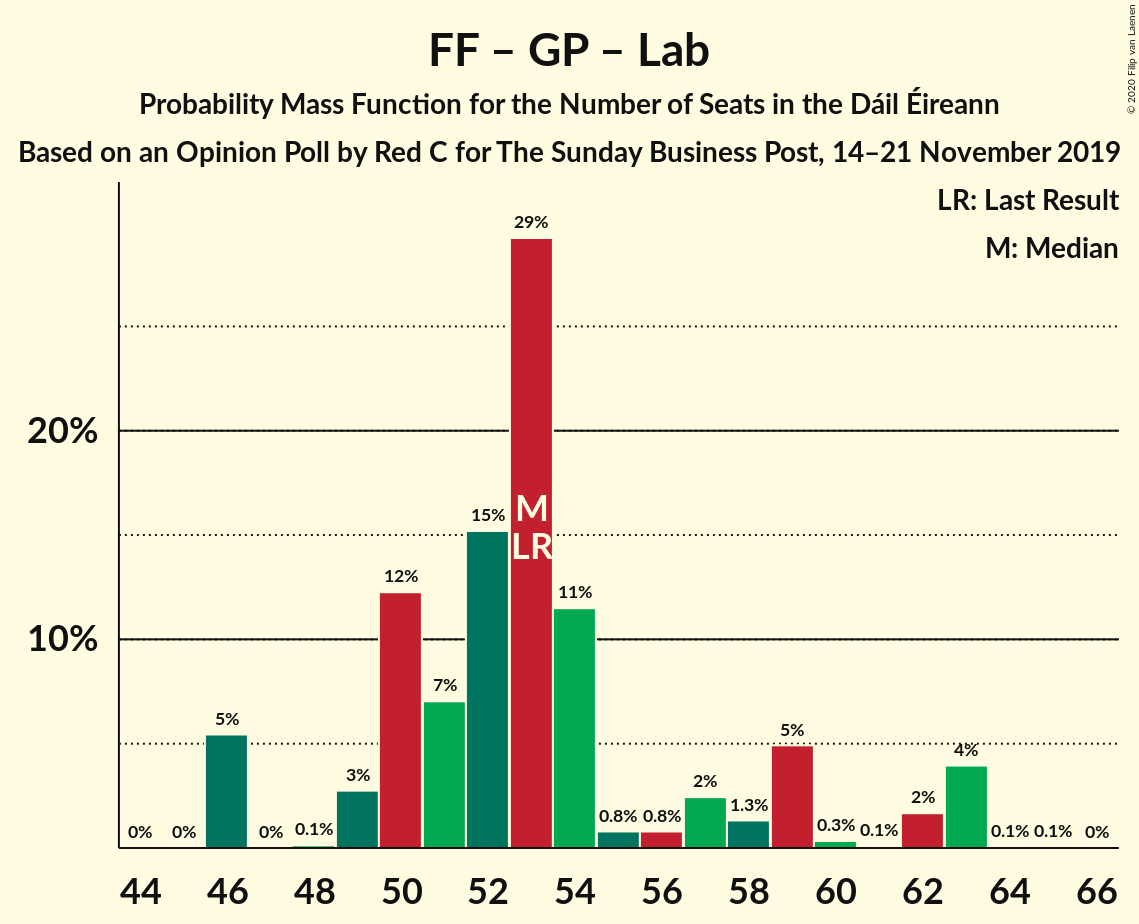 FF – GP – Lab
Probability Mass Function for the Number of Seats in the Dáil Éireann
Based on an Opinion Poll by Red C for The Sunday Business Post, 14–21 November 2019
© 2020 Filip van Laenen
LR: Last Result
M: Median
20%
10%
0% 0% 5% 0% 0.1% 3% 12% 7% 15% 29% 11% 0.8% 0.8% 2% 1.3% 5% 0.3% 0.1% 2% 4% 0.1% 0.1% 0%
M
LR
44 46 48 50 52 54 56 58 60 62 64 66